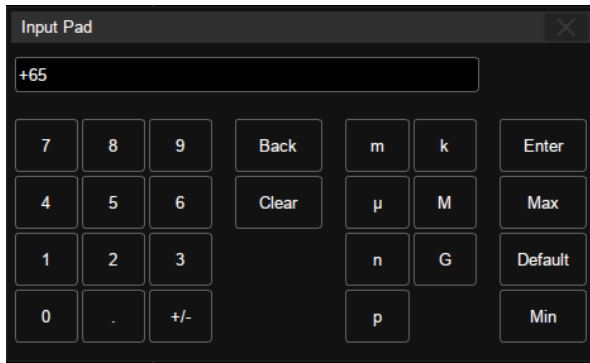 Input Pad
+65
7 8 9 Back m k Enter
4 5 6 Clear µ M Max
1 2 3 n G Default
0 . +/- p Min